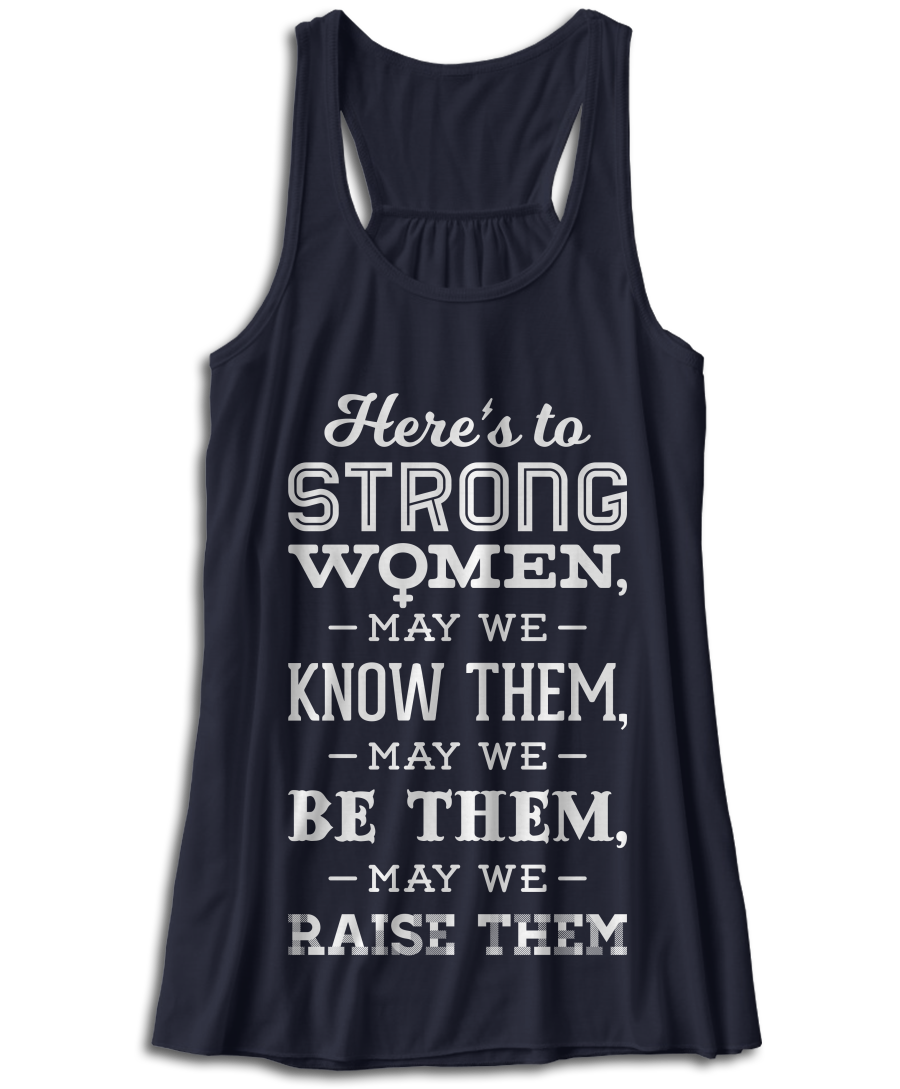 Here's to
STRONG
WOMEN,
— MAY WE —
KNOW THEM,
— MAY WE —
BE THEM,
— MAY WE —
RAISE THEM